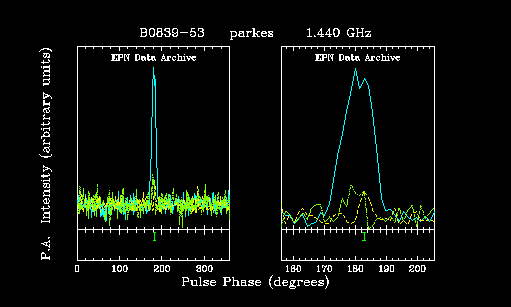 B0839-53 parkes 1.440 GHz
EPN Data Archive EPN Data Archive
P.A. Intensity (arbitrary units)
0 100 200 300 160 170 180 190 200
Pulse Phase (degrees)